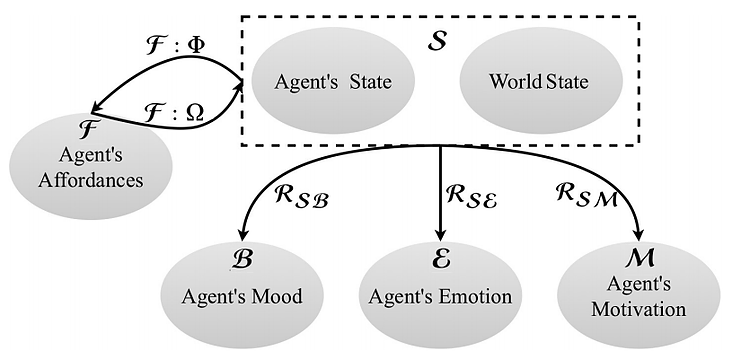 𝓕 : Φ
𝓢
Agent's State
World State
𝓕 : Ω
𝓕
Agent's
Affordances
𝓡𝓢𝓑
𝓡𝓢𝓔
𝓡𝓢𝓜
𝓑
Agent's Mood
𝓔
Agent's Emotion
𝓜
Agent's
Motivation